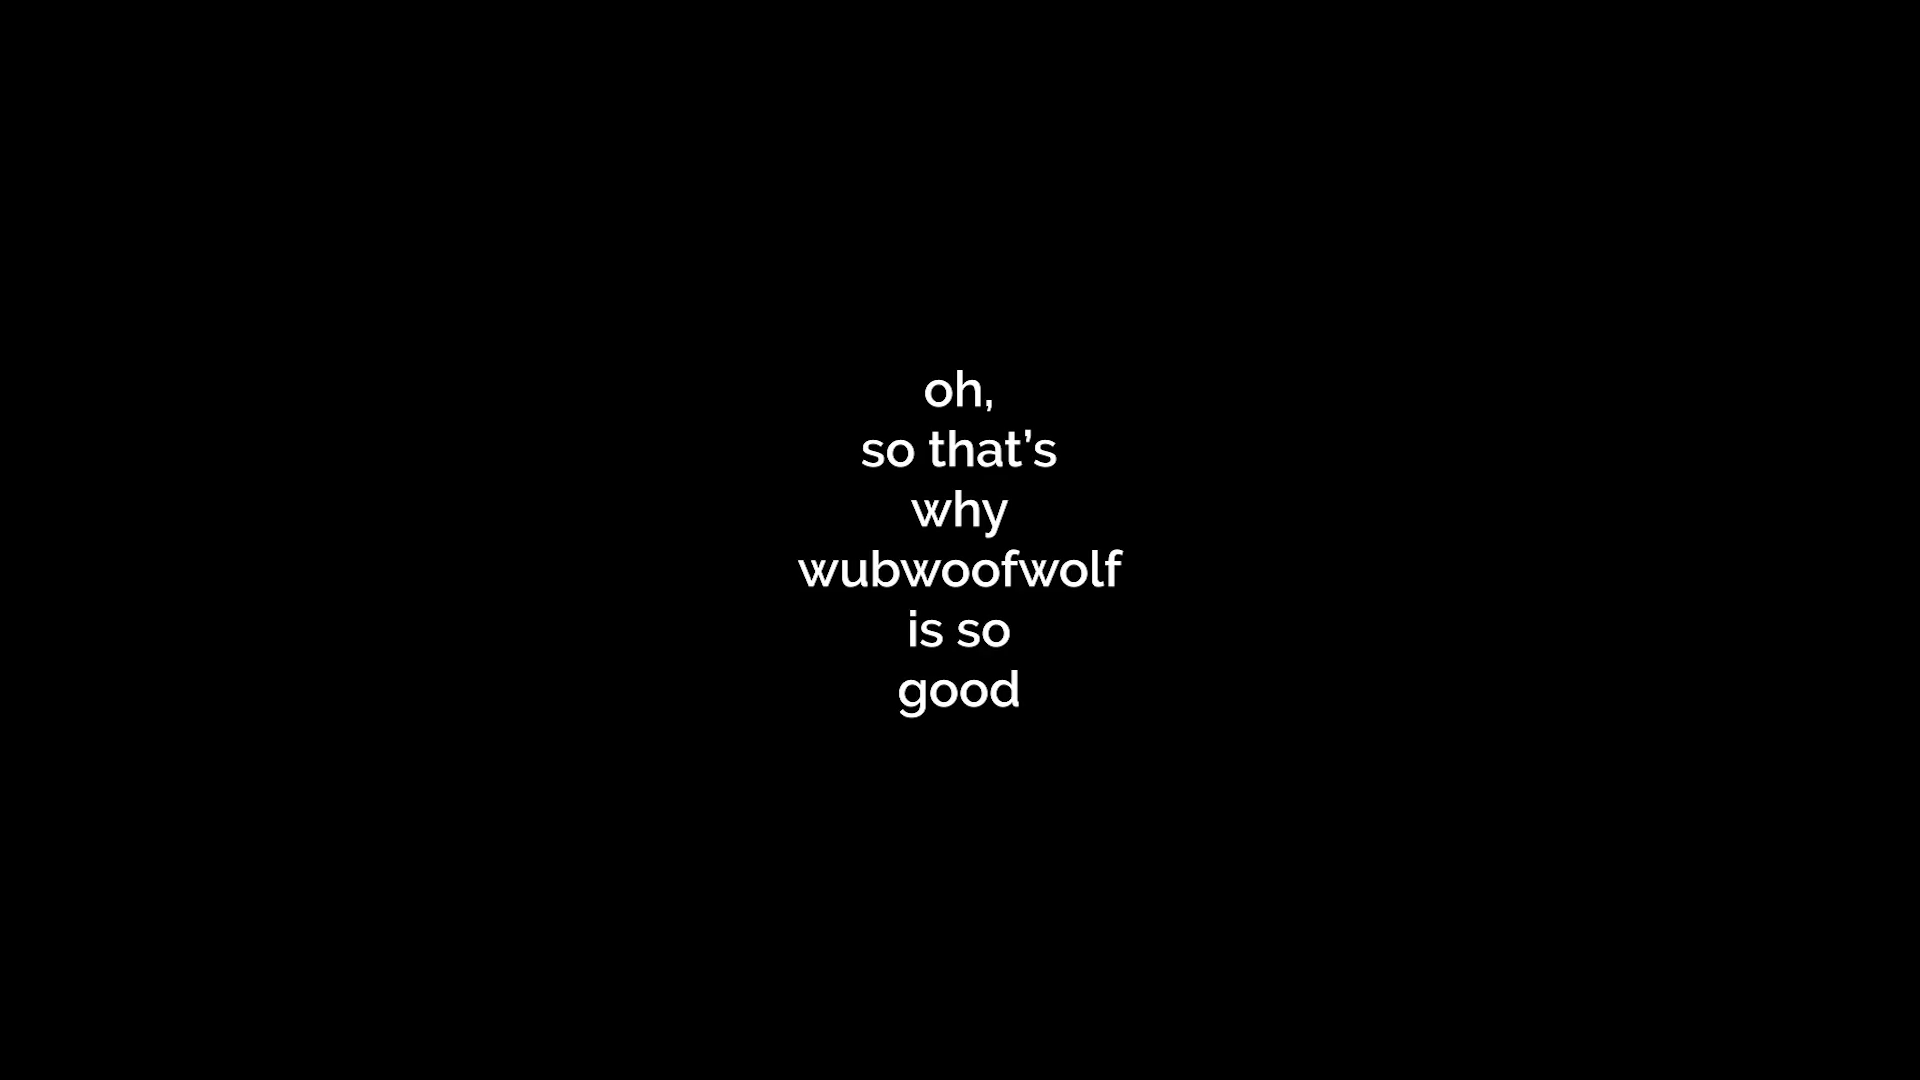 oh,
so that’s
why
wubwoofwolf
is so
good